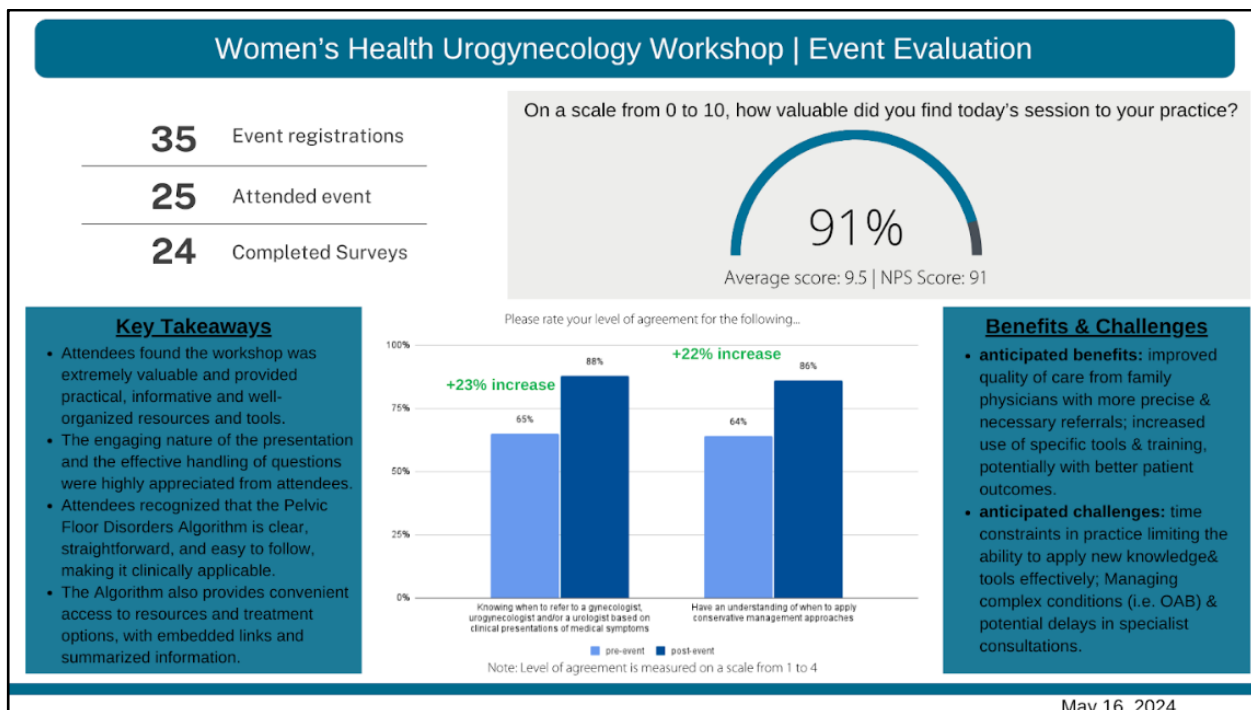 Women's Health Urogynecology Workshop | Event Evaluation
35 Event registrations
25 Attended event
24 Completed Surveys
On a scale from 0 to 10, how valuable did you find today's session to your practice?
91%
Average score: 9.5 | NPS Score: 91
Key Takeaways
• Attendees found the workshop was
extremely valuable and provided
practical, informative and well-
organized resources and tools.
• The engaging nature of the presentation
and the effective handling of questions
were highly appreciated from attendees.
• Attendees recognized that the Pelvic
Floor Disorders Algorithm is clear,
straightforward, and easy to follow,
making it clinically applicable.
• The Algorithm also provides convenient
access to resources and treatment
options, with embedded links and
summarized information.
Please rate your level of agreement for the following...
100%
75%
50%
25%
0%
+23% increase
65%
88%
+22% increase
64%
86%
Knowing when to refer to a gynecologist,
urogynecologist and/or a urologist based on
clinical presentations of medical symptoms
Have an understanding of when to apply
conservative management approaches
pre-event post-event
Note: Level of agreement is measured on a scale from 1 to 4
Benefits & Challenges
• anticipated benefits: improved
quality of care from family
physicians with more precise &
necessary referrals; increased
use of specific tools & training,
potentially with better patient
outcomes.
• anticipated challenges: time
constraints in practice limiting the
ability to apply new knowledge&
tools effectively; Managing
complex conditions (i.e. OAB) &
potential delays in specialist
consultations.
May 16, 2024